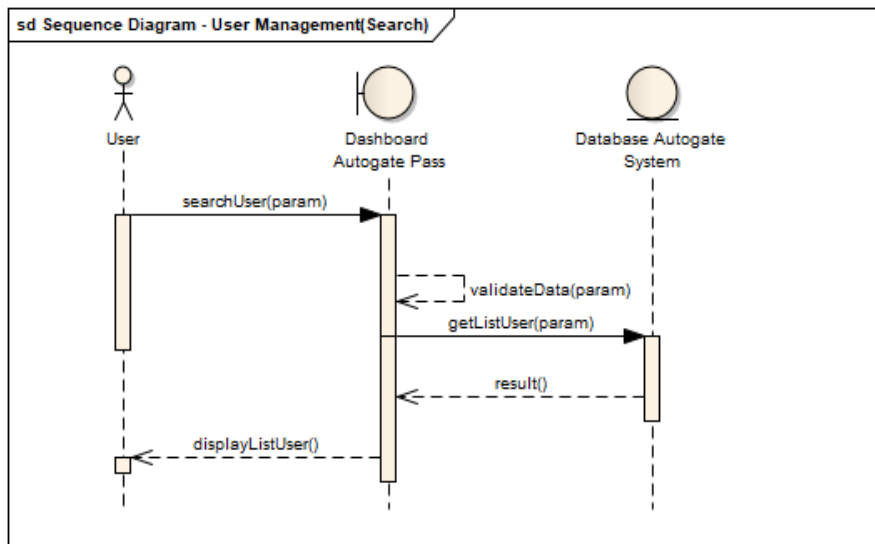 sd Sequence Diagram - User Management(Search)
User
Dashboard
Autogate Pass
Database Autogate
System
searchUser(param)
validateData(param)
getListUser(param)
result()
displayListUser()